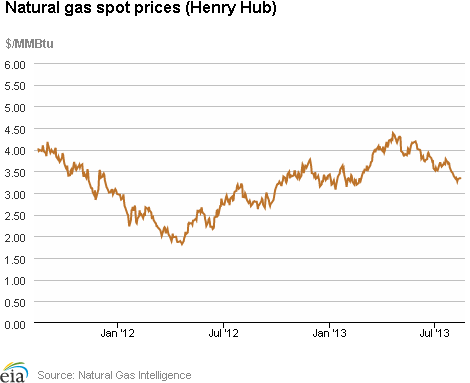 Natural gas spot prices (Henry Hub)
$/MMBtu
6.00
5.50
5.00
4.50
4.00
3.50
3.00
2.50
2.00
1.50
1.00
0.50
0.00
Jan '12
Jul '12
Jan '13
Jul '13
eia
Source: Natural Gas Intelligence